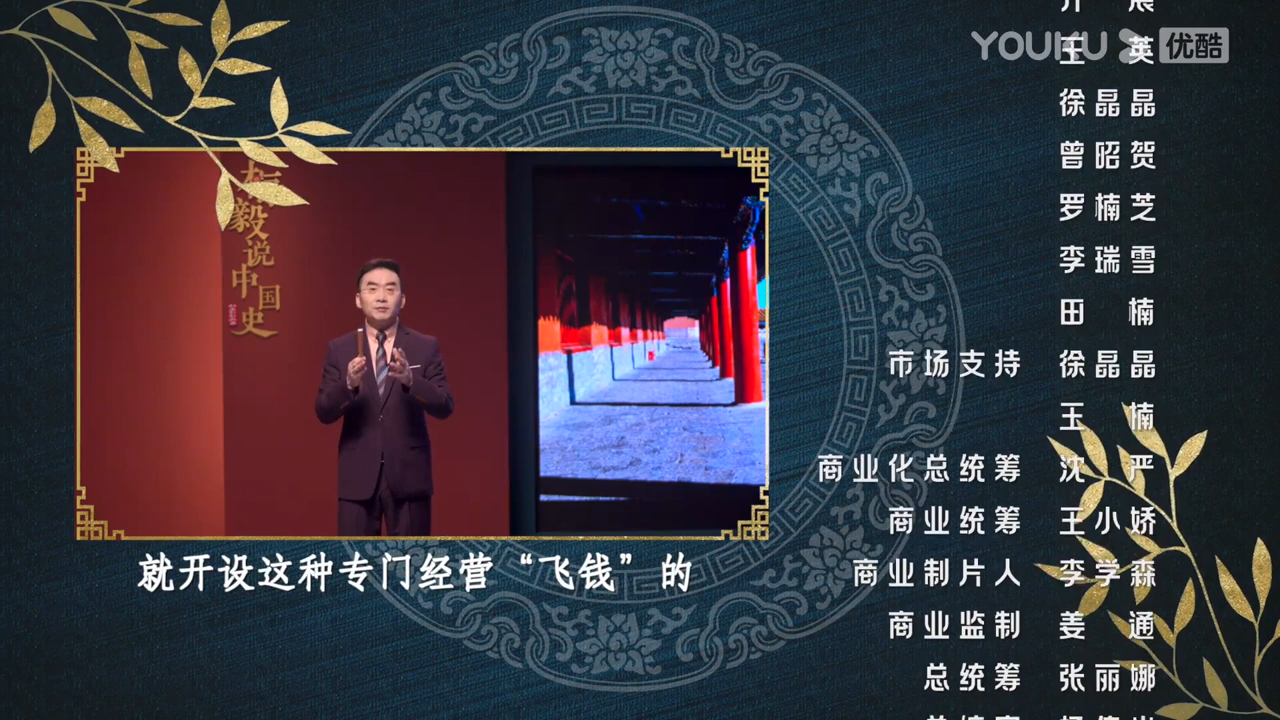 YOUKU 优酷
王 英
徐晶晶
曾昭贺
罗楠芝
李瑞雪
田 楠
市场支持 徐晶晶
王 楠
商业化总统筹 沈 严
商业统筹 王小娇
商业制片人 李学森
商业监制 姜 通
总统筹 张丽娜
毅说
中国
史
就开设这种专门经营“飞钱”的